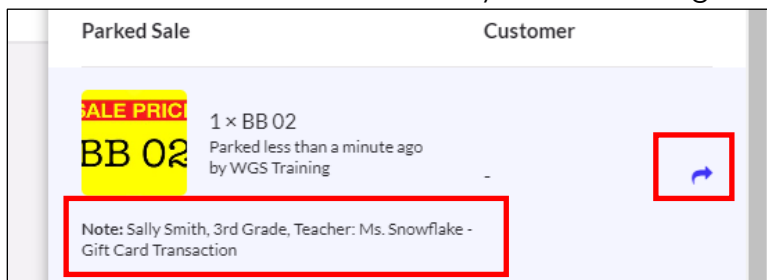 Parked Sale Customer
SALE PRICE
BB 02
1 × BB 02
Parked less than a minute ago
by WGS Training
-
Note: Sally Smith, 3rd Grade, Teacher: Ms. Snowflake -
Gift Card Transaction